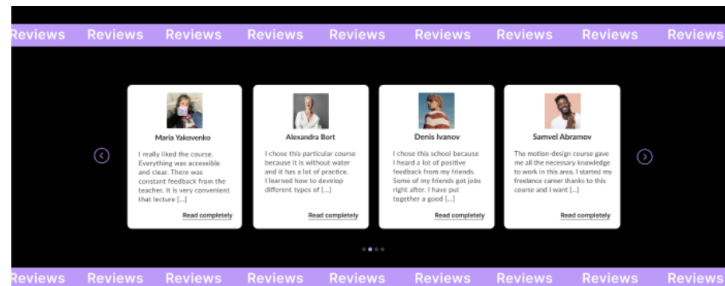 Reviews Reviews Reviews Reviews Reviews Reviews Reviews Reviews Reviews
Maria Yakovenko
I really liked the course.
Everything was accessible
and clear. There was
constant feedback from the
teacher. It is very convenient
that lecture [...]
Read completely
Alexandra Bort
I chose this particular course
because it is without water
and it has a lot of practice.
I learned how to develop
different types of [...]
Read completely
Denis Ivanov
I chose this school because
I heard a lot of positive
feedback from my friends.
Some of my friends got jobs
right after. I have put
together a good [...]
Read completely
Samvel Abramov
The motion-design course gave
me all the necessary knowledge
to work in this area. I started my
freelance career thanks to this
course and I want [...]
Read completely
Reviews Reviews Reviews Reviews Reviews Reviews Reviews Reviews Reviews